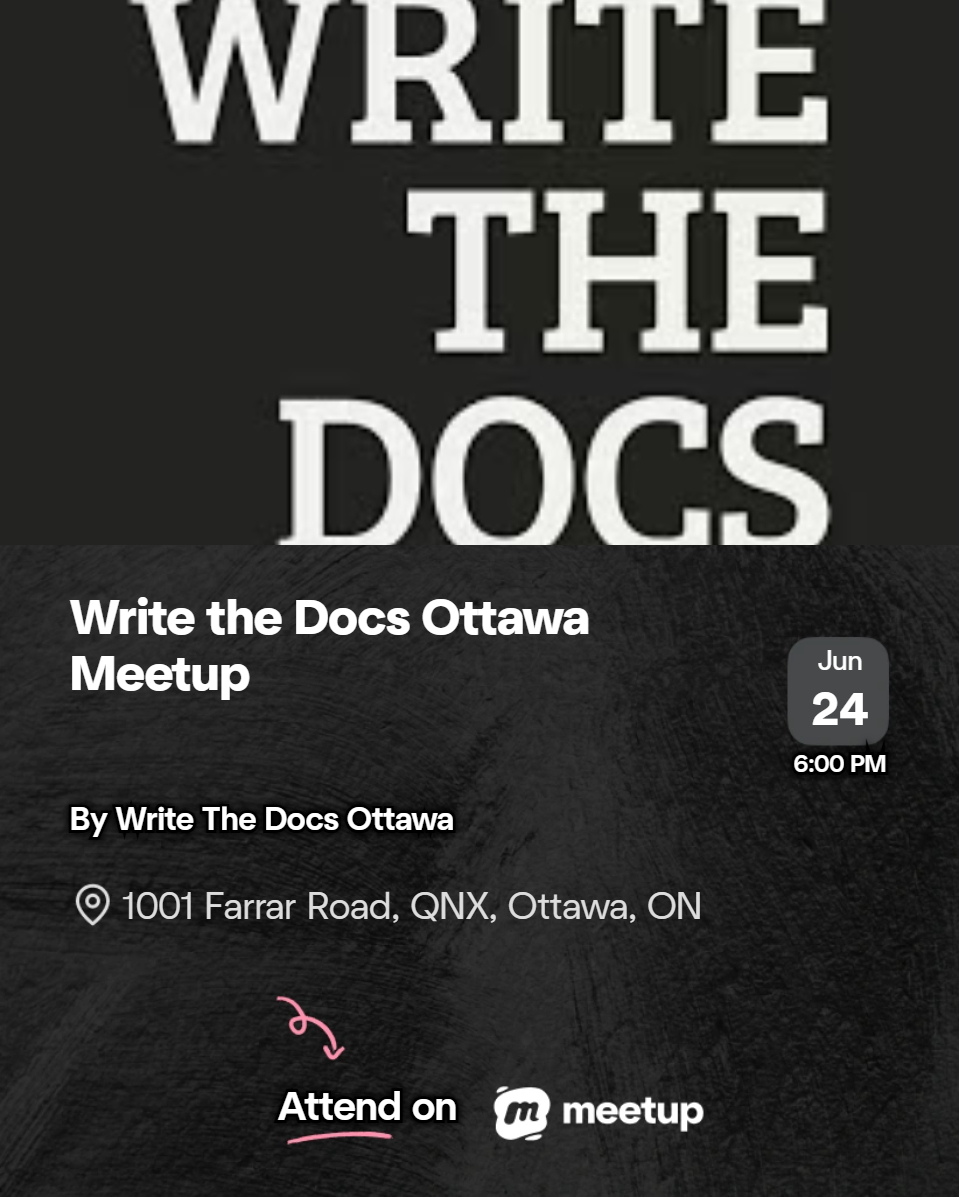 WRITE
THE
DOCS
Write the Docs Ottawa
Meetup
Jun
24
6:00 PM
By Write The Docs Ottawa
1001 Farrar Road, QNX, Ottawa, ON
Attend on
m meetup